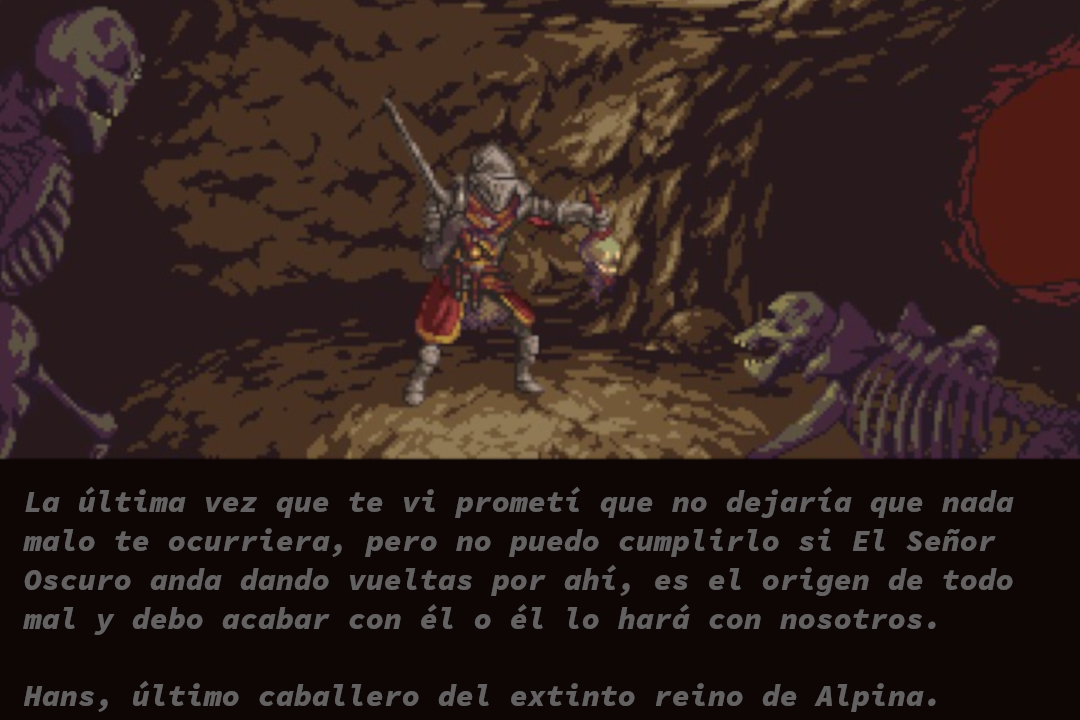 La última vez que te vi prometí que no dejaría que nada
malo te ocurriera, pero no puedo cumplirlo si El Señor
Oscuro anda dando vueltas por ahí, es el origen de todo
mal y debo acabar con él o él lo hará con nosotros.
Hans, último caballero del extinto reino de Alpina.